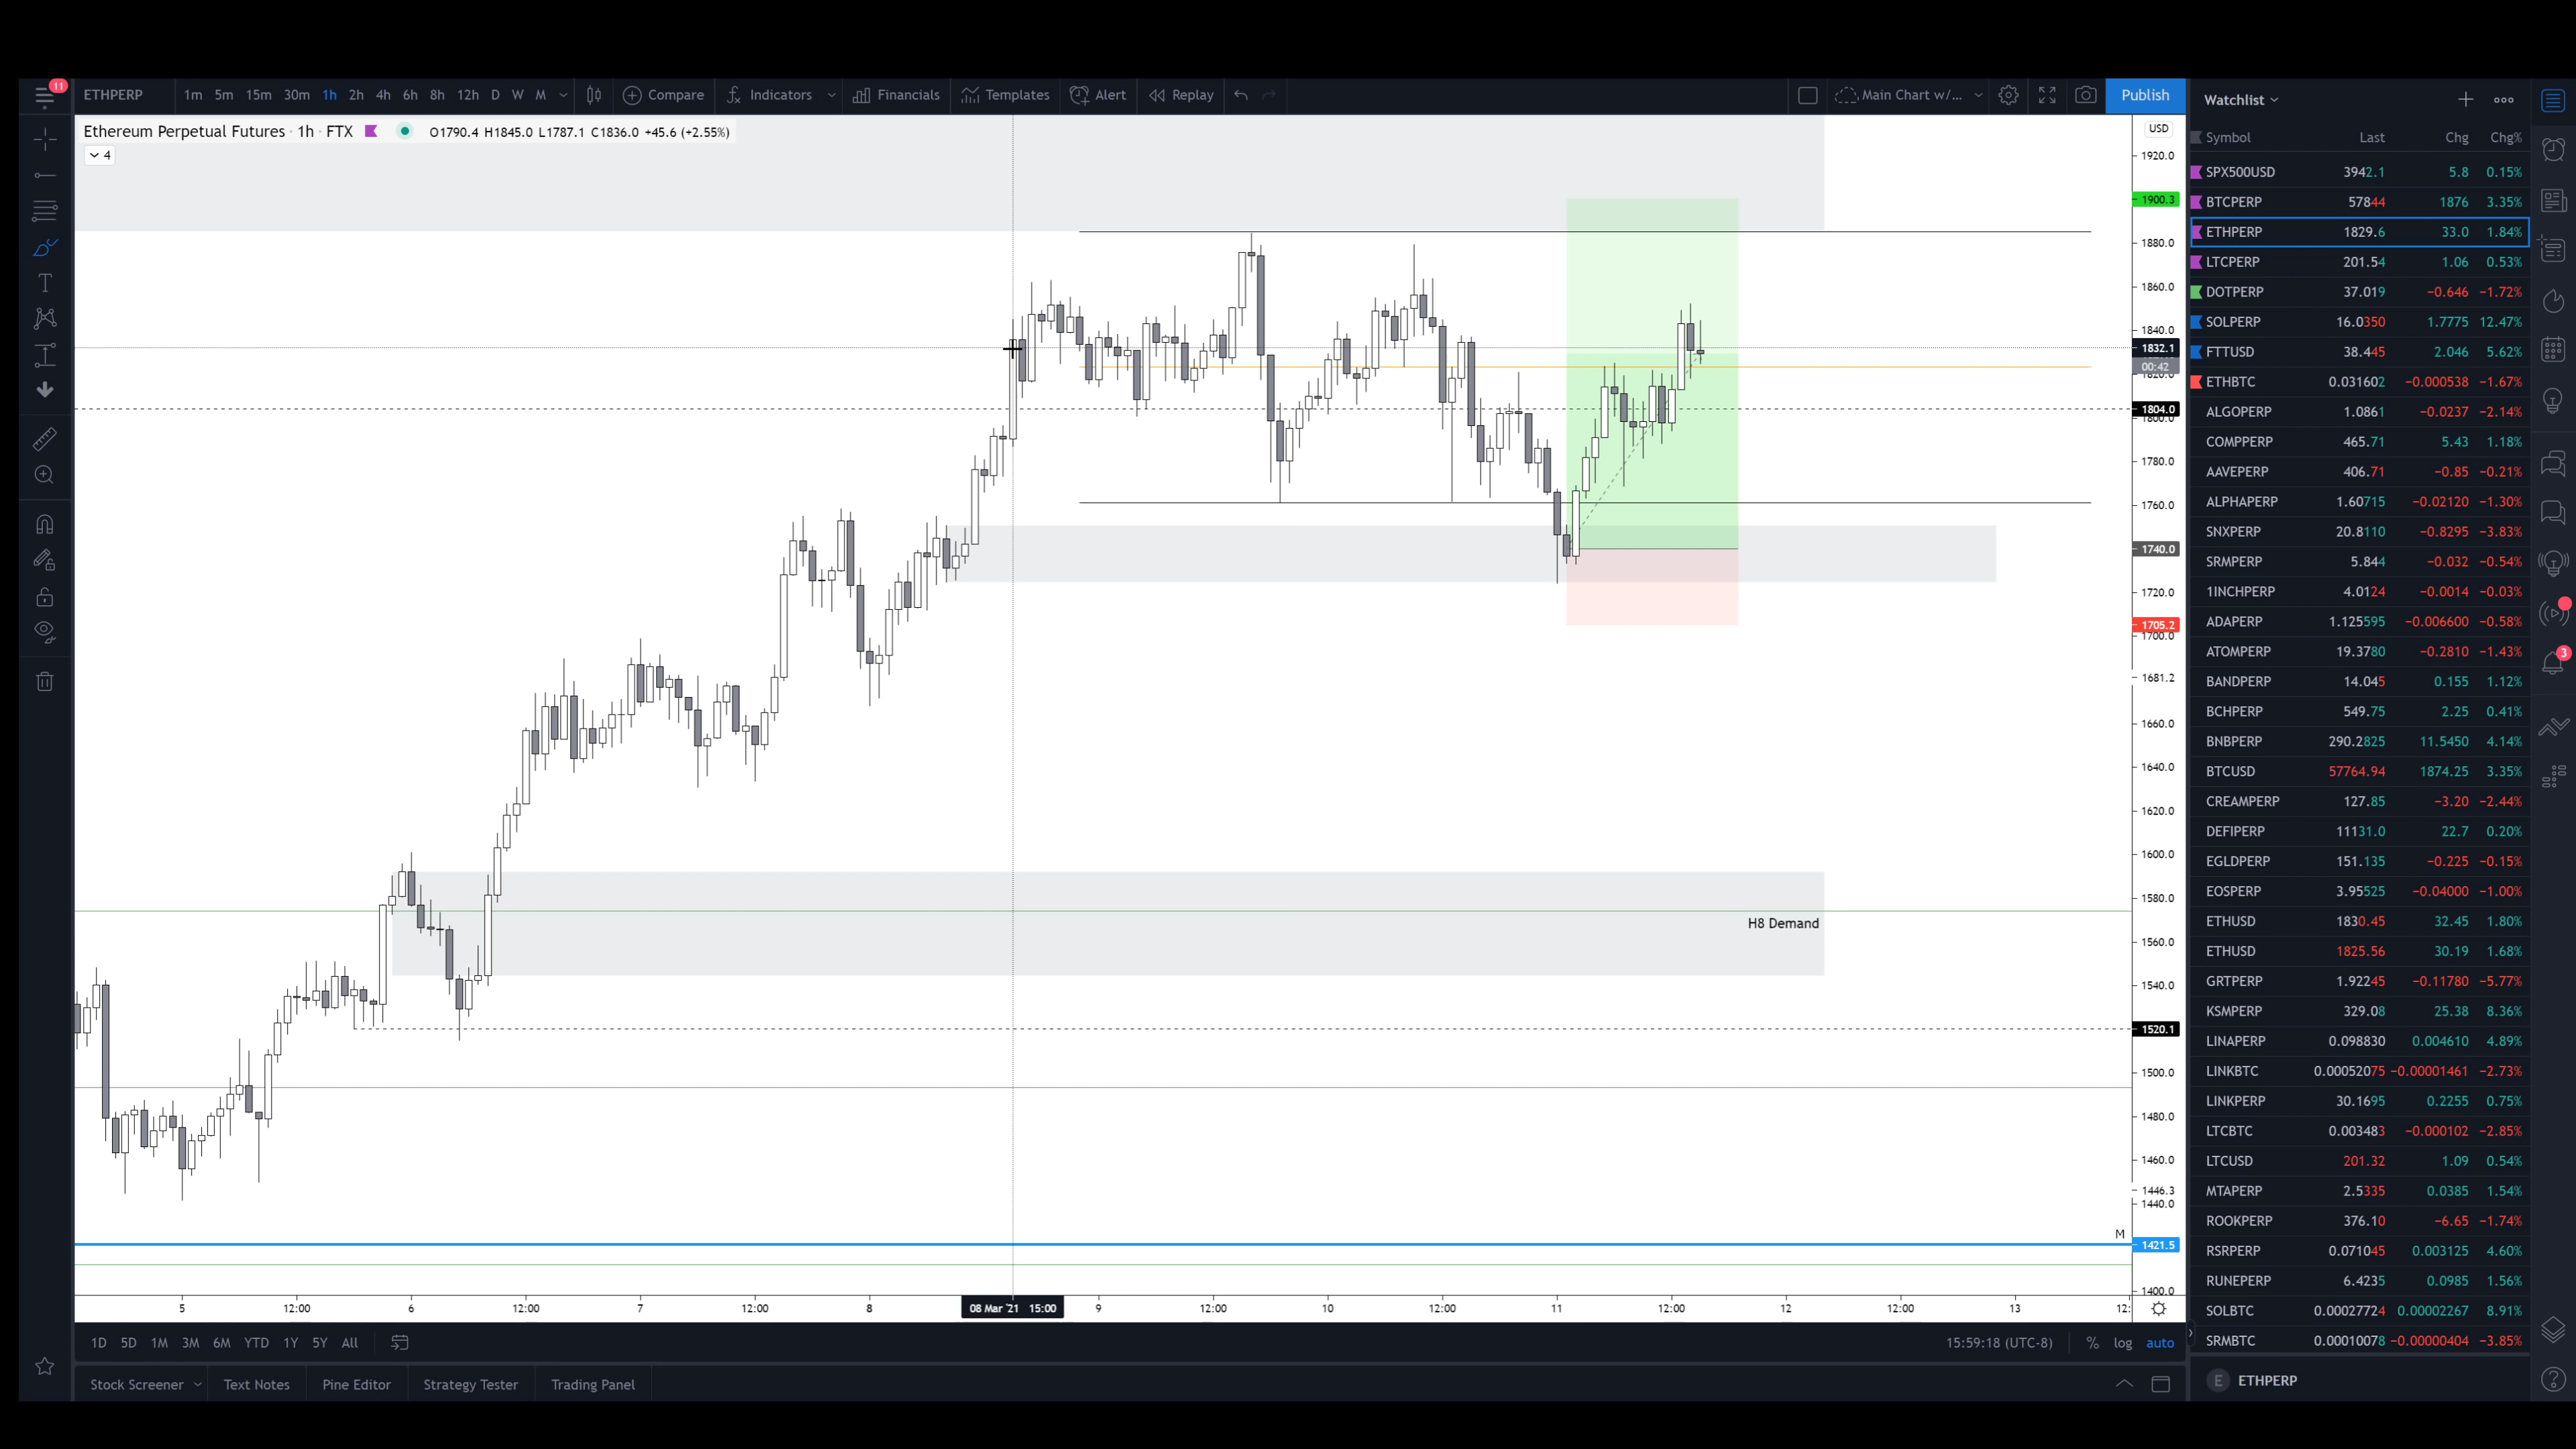 11
ETHPERP 1m 5m 15m 30m 1h 2h 4h 6h 8h 12h D W M Compare Indicators Financials Templates Alert Replay Main Chart w/... Publish
Ethereum Perpetual Futures · 1h · FTX O1790.4 H1845.0 L1787.1 C1836.0 +45.6 (+2.55%)
4
USD
1920.0
1900.3
1880.0
1860.0
1840.0
1832.1
00:42
1804.0
1780.0
1760.0
1740.0
1720.0
1705.2
1700.0
1681.2
1660.0
1640.0
1620.0
1600.0
1580.0
H8 Demand
1560.0
1540.0
1520.1
1500.0
1480.0
1460.0
1446.3
1440.0
M
1421.5
1400.0
5 12:00 6 12:00 7 12:00 8 08 Mar '21 15:00 9 12:00 10 12:00 11 12:00 12 12:00 13 12:
1D 5D 1M 3M 6M YTD 1Y 5Y All 15:59:18 (UTC-8) % log auto
Stock Screener Text Notes Pine Editor Strategy Tester Trading Panel
Watchlist
Symbol Last Chg Chg%
SPX500USD 3942.1 5.8 0.15%
BTCPERP 57844 1876 3.35%
ETHPERP 1829.6 33.0 1.84%
LTCPERP 201.54 1.06 0.53%
DOTPERP 37.019 −0.646 −1.72%
SOLPERP 16.0350 1.7775 12.47%
FTTUSD 38.445 2.046 5.62%
ETHBTC 0.031602 −0.000538 −1.67%
ALGOPERP 1.0861 −0.0237 −2.14%
COMPPERP 465.71 5.43 1.18%
AAVEPERP 406.71 −0.85 −0.21%
ALPHAPERP 1.60715 −0.02120 −1.30%
SNXPERP 20.8110 −0.8295 −3.83%
SRMPERP 5.844 −0.032 −0.54%
1INCHPERP 4.0124 −0.0014 −0.03%
ADAPERP 1.125595 −0.006600 −0.58%
ATOMPERP 19.3780 −0.2810 −1.43%
BANDPERP 14.045 0.155 1.12%
BCHPERP 549.75 2.25 0.41%
BNBPERP 290.2825 11.5450 4.14%
BTCUSD 57764.94 1874.25 3.35%
CREAMPERP 127.85 −3.20 −2.44%
DEFIPERP 11131.0 22.7 0.20%
EGLDPERP 151.135 −0.225 −0.15%
EOSPERP 3.95525 −0.04000 −1.00%
ETHUSD 1830.45 32.45 1.80%
ETHUSD 1825.56 30.19 1.68%
GRTPERP 1.92245 −0.11780 −5.77%
KSMPERP 329.08 25.38 8.36%
LINAPERP 0.098830 0.004610 4.89%
LINKBTC 0.00052075 −0.00001461 −2.73%
LINKPERP 30.1695 0.2255 0.75%
LTCBTC 0.003483 −0.000102 −2.85%
LTCUSD 201.32 1.09 0.54%
MTAPERP 2.5335 0.0385 1.54%
ROOKPERP 376.10 −6.65 −1.74%
RSRPERP 0.071045 0.003125 4.60%
RUNEPERP 6.4235 0.0985 1.56%
SOLBTC 0.00027724 0.00002267 8.91%
SRMBTC 0.00010078 −0.00000404 −3.85%
E ETHPERP
3